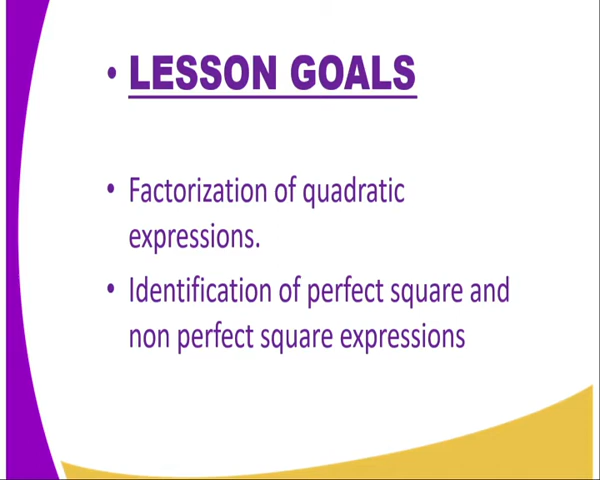 • LESSON GOALS
• Factorization of quadratic
expressions.
• Identification of perfect square and
non perfect square expressions